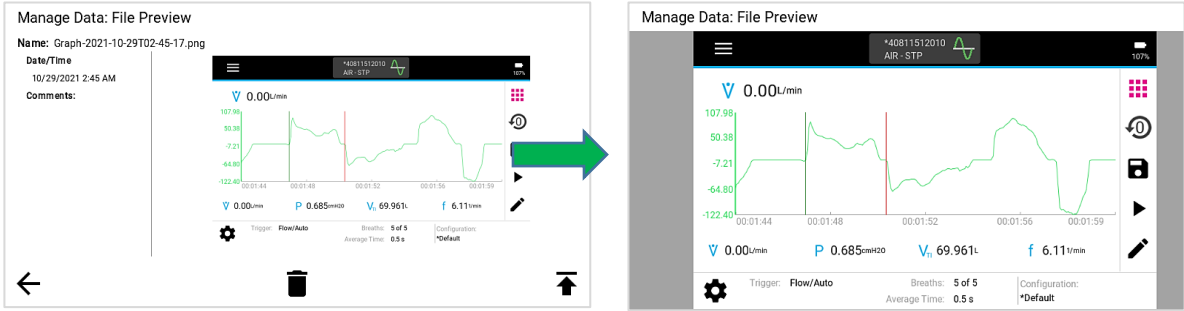 Manage Data: File Preview
Name: Graph-2021-10-29T02-45-17.png
Date/Time
10/29/2021 2:45 AM
Comments:
*40811512010
AIR - STP
107%
V̇ 0.00L/min
107.98
50.38
-7.21
-64.80
-122.40
00:01:44 00:01:48 00:01:52 00:01:56 00:01:59
0
V̇ 0.00L/min P 0.685cmH2O VTI 69.961L f 6.111/min
Trigger: Flow/Auto Breaths: 5 of 5 Configuration:
Average Time: 0.5 s *Default
Manage Data: File Preview
*40811512010
AIR - STP
107%
V̇ 0.00L/min
107.98
50.38
-7.21
-64.80
-122.40
00:01:44 00:01:48 00:01:52 00:01:56 00:01:59
0
V̇ 0.00L/min P 0.685cmH2O VTI 69.961L f 6.111/min
Trigger: Flow/Auto Breaths: 5 of 5 Configuration:
Average Time: 0.5 s *Default